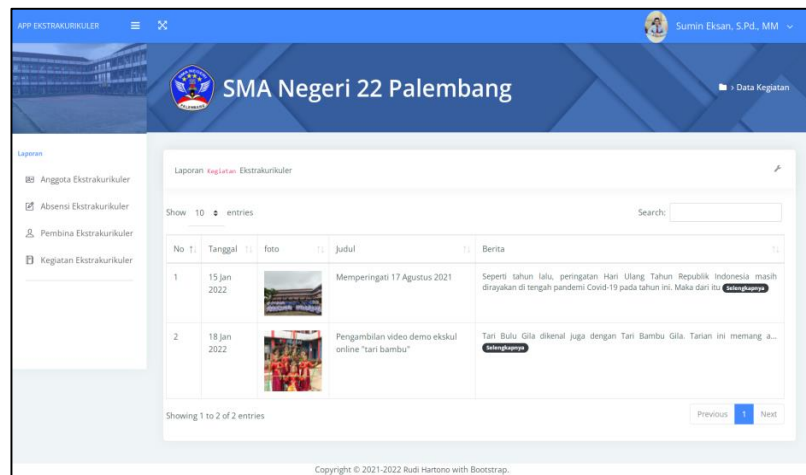 APP EKSTRAKURIKULER
Sumin Eksan, S.Pd., MM
SMA Negeri 22 Palembang
› Data Kegiatan
Laporan
Anggota Ekstrakurikuler
Absensi Ekstrakurikuler
Pembina Ekstrakurikuler
Kegiatan Ekstrakurikuler
Laporan Kegiatan Ekstrakurikuler
Show 10 entries
Search:
No Tanggal foto Judul Berita
1 15 Jan 2022 Memperingati 17 Agustus 2021 Seperti tahun lalu, peringatan Hari Ulang Tahun Republik Indonesia masih
dirayakan di tengah pandemi Covid-19 pada tahun ini. Maka dari itu Selengkapnya
2 18 Jan 2022 Pengambilan video demo ekskul
online "tari bambu"
Tari Bulu Gila dikenal juga dengan Tari Bambu Gila. Tarian ini memang a...
Selengkapnya
Showing 1 to 2 of 2 entries
Previous 1 Next
Copyright © 2021-2022 Rudi Hartono with Bootstrap.